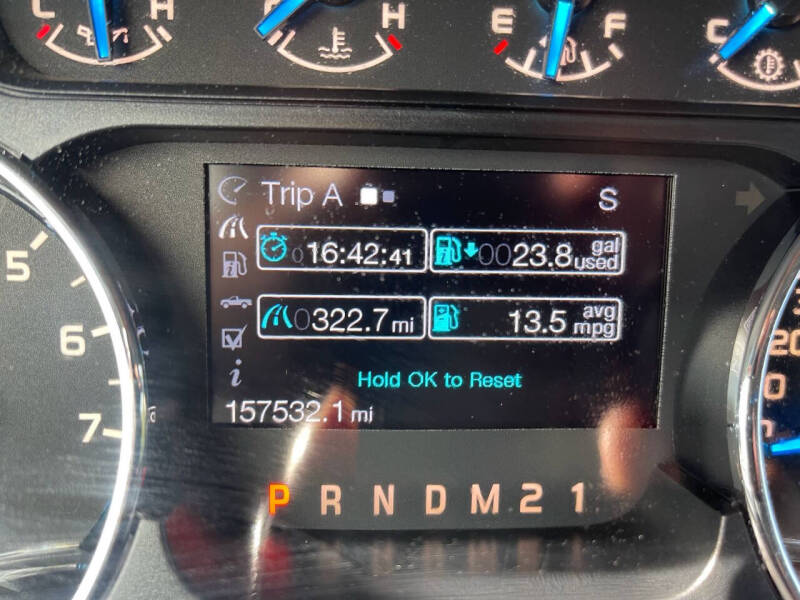 L H C H E F C
Trip A S
016:42:41 0023.8 gal used
0322.7 mi 13.5 avg mpg
Hold OK to Reset
157532.1 mi
5
6
7
P R N D M 2 1